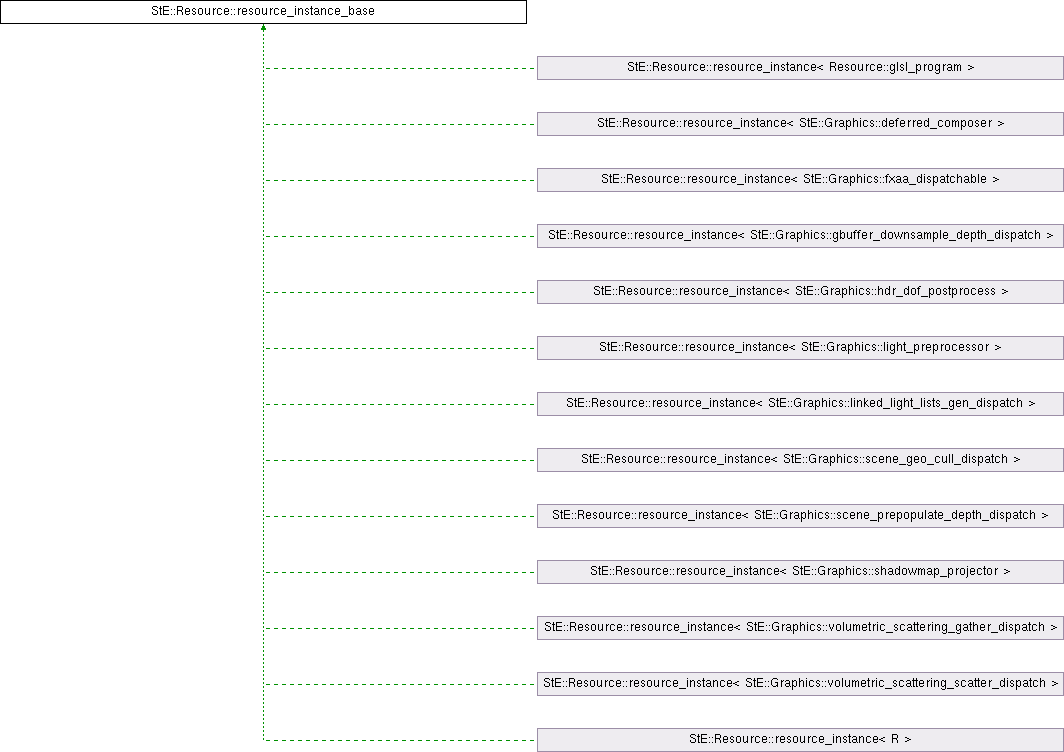 StE::Resource::resource_instance_base
StE::Resource::resource_instance< Resource::glsl_program >
StE::Resource::resource_instance< StE::Graphics::deferred_composer >
StE::Resource::resource_instance< StE::Graphics::fxaa_dispatchable >
StE::Resource::resource_instance< StE::Graphics::gbuffer_downsample_depth_dispatch >
StE::Resource::resource_instance< StE::Graphics::hdr_dof_postprocess >
StE::Resource::resource_instance< StE::Graphics::light_preprocessor >
StE::Resource::resource_instance< StE::Graphics::linked_light_lists_gen_dispatch >
StE::Resource::resource_instance< StE::Graphics::scene_geo_cull_dispatch >
StE::Resource::resource_instance< StE::Graphics::scene_prepopulate_depth_dispatch >
StE::Resource::resource_instance< StE::Graphics::shadowmap_projector >
StE::Resource::resource_instance< StE::Graphics::volumetric_scattering_gather_dispatch >
StE::Resource::resource_instance< StE::Graphics::volumetric_scattering_scatter_dispatch >
StE::Resource::resource_instance< R >